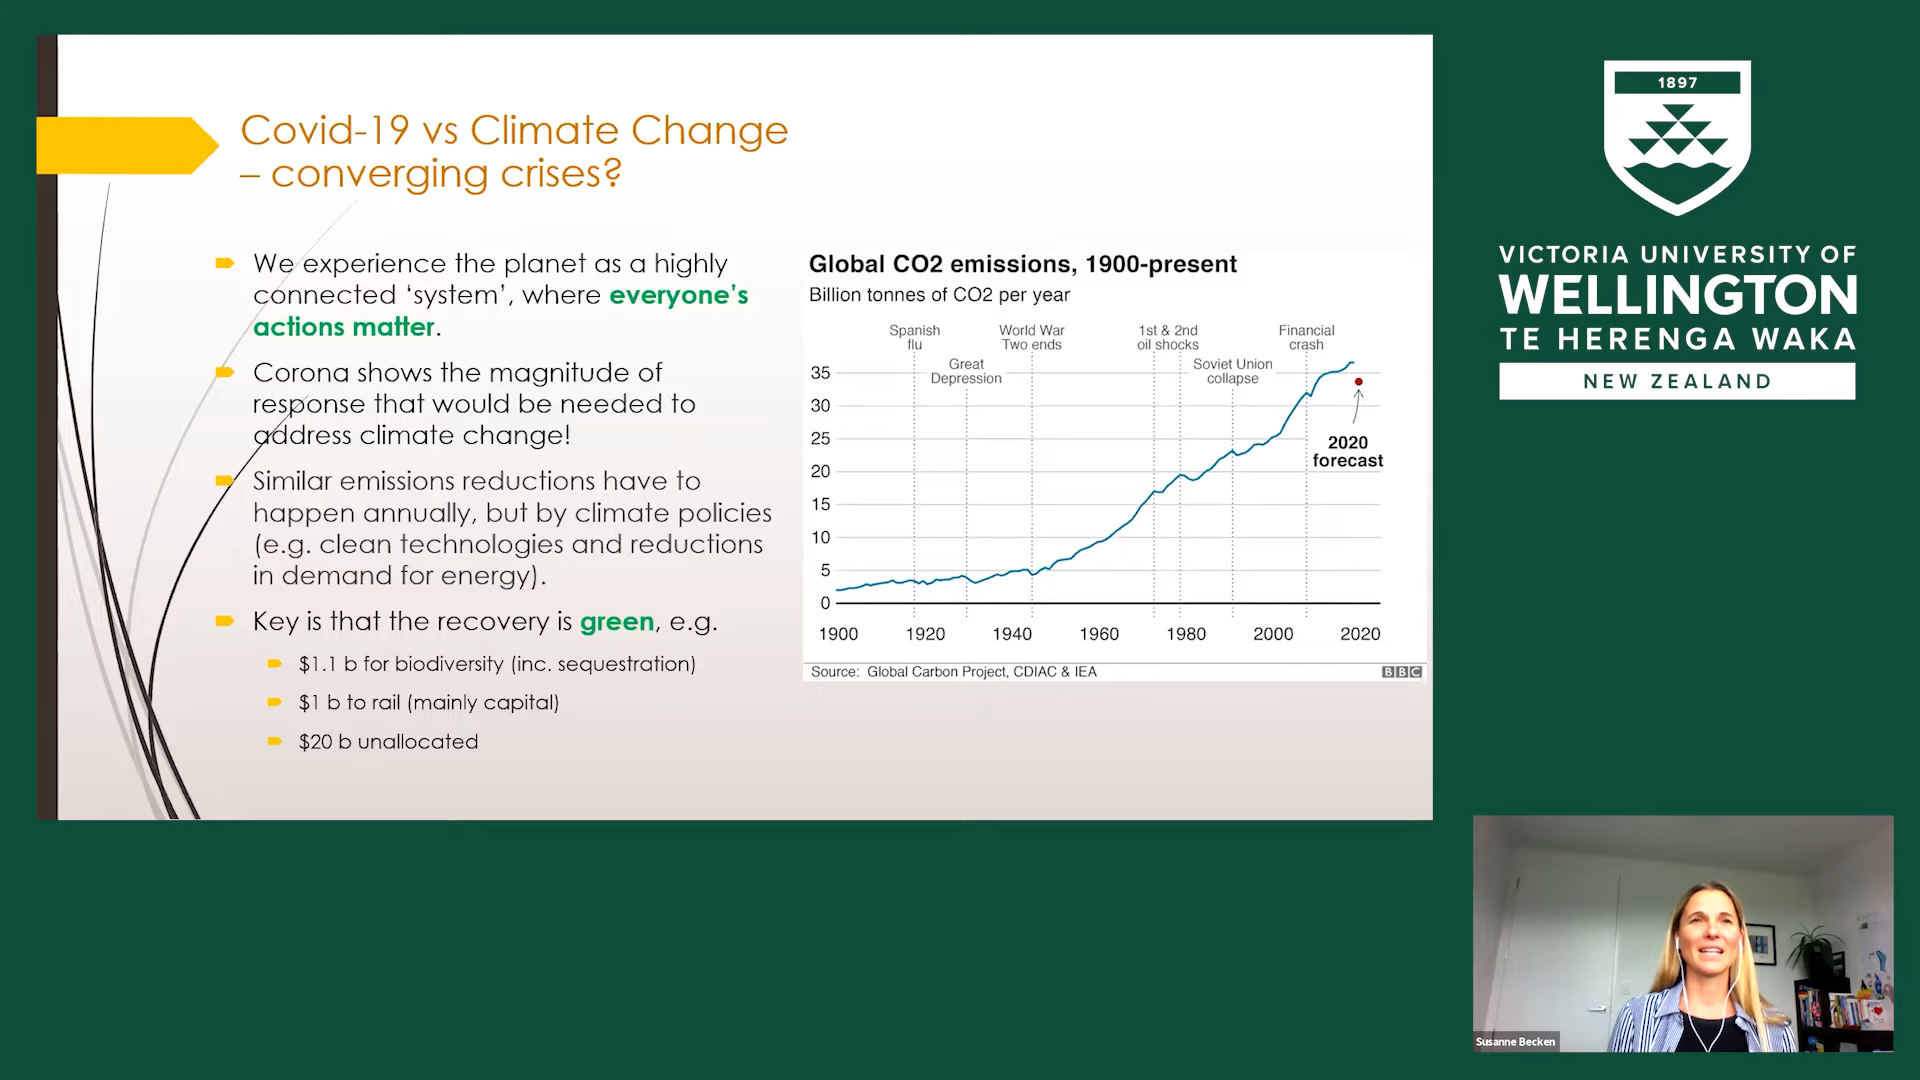 Covid-19 vs Climate Change
– converging crises?
We experience the planet as a highly
connected ‘system’, where everyone’s
actions matter.
Corona shows the magnitude of
response that would be needed to
address climate change!
Similar emissions reductions have to
happen annually, but by climate policies
(e.g. clean technologies and reductions
in demand for energy).
Key is that the recovery is green, e.g.
$1.1 b for biodiversity (inc. sequestration)
$1 b to rail (mainly capital)
$20 b unallocated
Global CO2 emissions, 1900-present
Billion tonnes of CO2 per year
Spanish
flu
Great
Depression
World War
Two ends
1st & 2nd
oil shocks
Soviet Union
collapse
Financial
crash
35
30
25
20
15
10
5
0
2020
forecast
1900 1920 1940 1960 1980 2000 2020
Source: Global Carbon Project, CDIAC & IEA
BBC
1897
VICTORIA UNIVERSITY OF
WELLINGTON
TE HERENGA WAKA
NEW ZEALAND
Susanne Becken